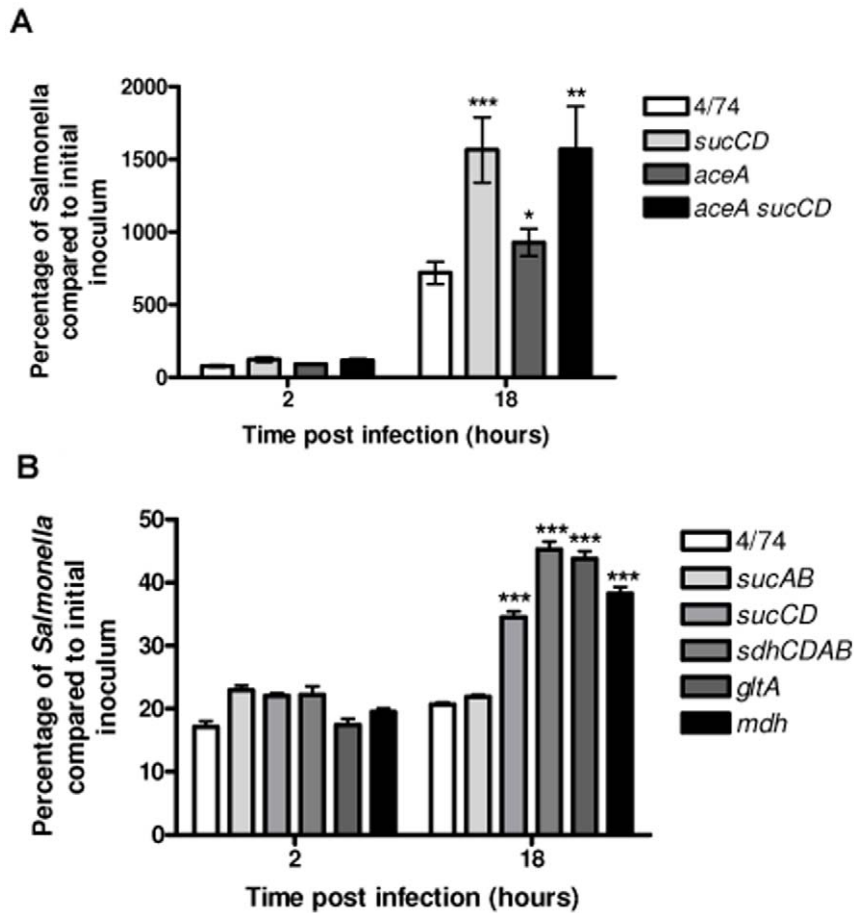 A
Percentage of Salmonella
compared to initial
inoculum
2000
1500
1000
500
0
***
*
**
2
18
Time post infection (hours)
4/74
sucCD
aceA
aceA sucCD
B
Percentage of Salmonella
compared to initial
inoculum
50
40
30
20
10
0
***
***
***
***
2
18
Time post infection (hours)
4/74
sucAB
sucCD
sdhCDAB
gltA
mdh